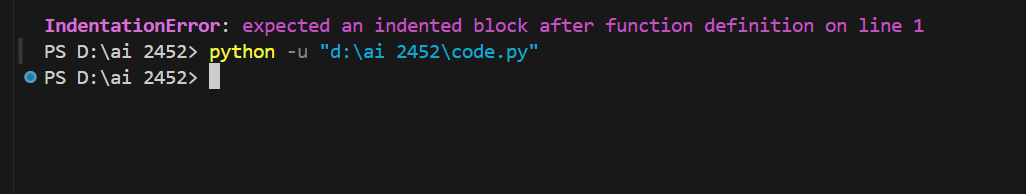 IndentationError: expected an indented block after function definition on line 1
PS D:\ai 2452> python -u "d:\ai 2452\code.py"
PS D:\ai 2452>